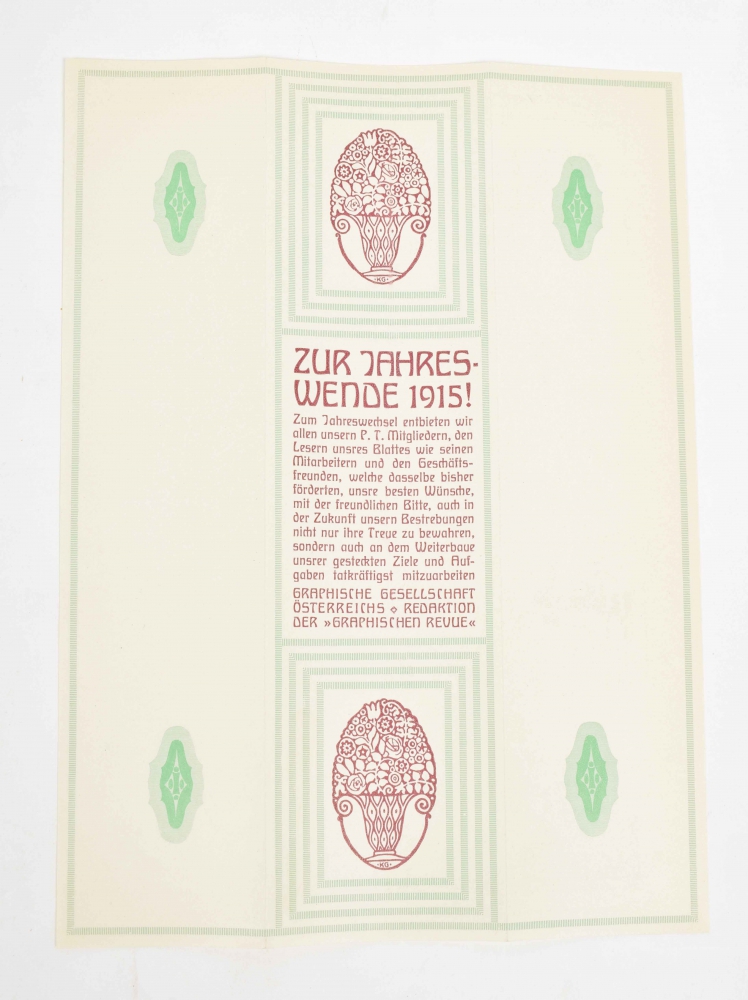 ·KG·
ZUR JAHRES-
WENDE 1915!
Zum Jahreswechsel entbieten wir
allen unsern P. T. Mitgliedern, den
Lesern unsres Blattes wie seinen
Mitarbeitern und den Geschäfts-
freunden, welche dasselbe bisher
förderten, unsre besten Wünsche,
mit der freundlichen Bitte, auch in
der Zukunft unsern Bestrebungen
nicht nur ihre Treue zu bewahren,
sondern auch an dem Weiterbaue
unsrer gesteckten Ziele und Auf-
gaben tatkräftigst mitzuarbeiten
GRAPHISCHE GESELLSCHAFT
ÖSTERREICHS ⋄ REDAKTION
DER »GRAPHISCHEN REVUE«
·KG·